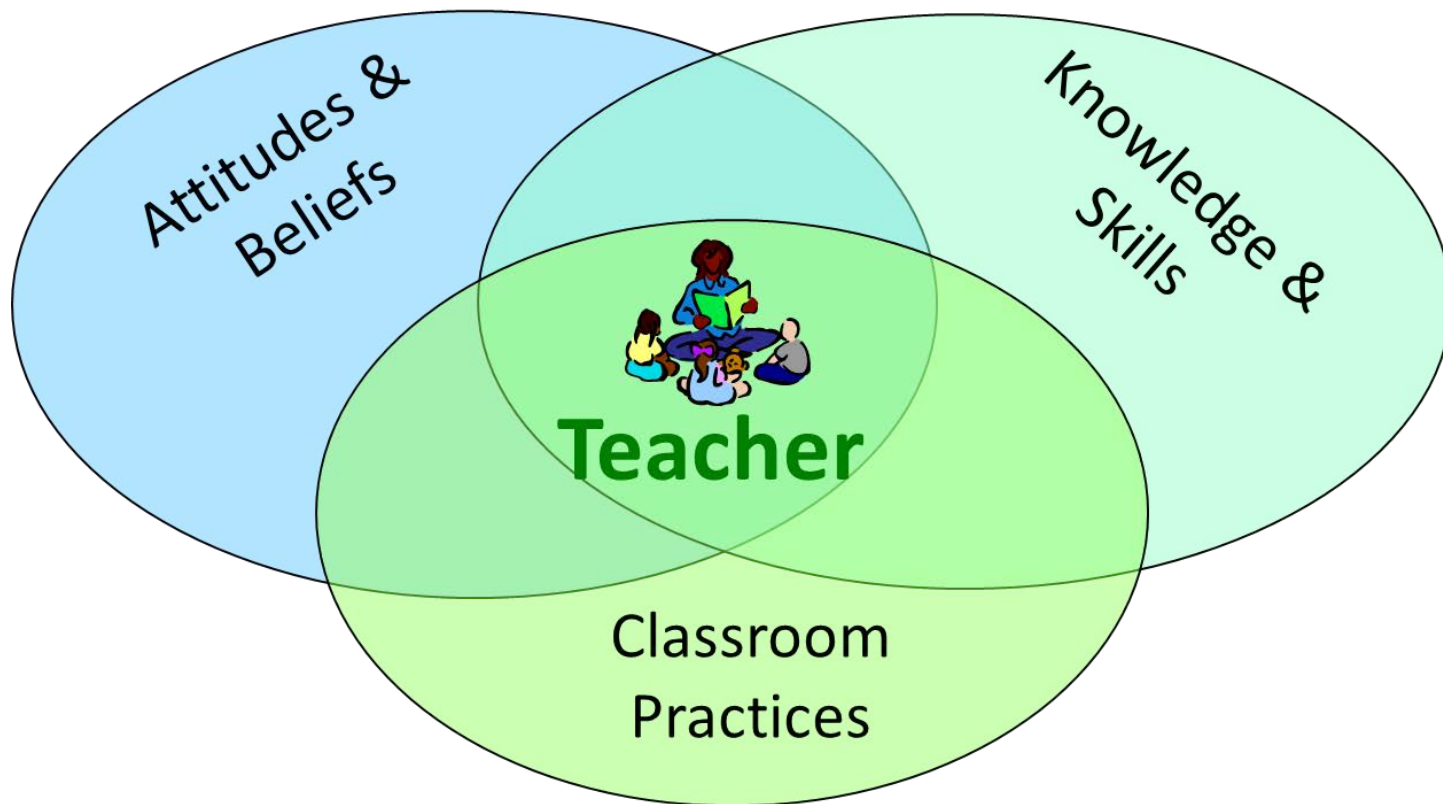 Attitudes &
Beliefs
Knowledge &
Skills
Teacher
Classroom
Practices